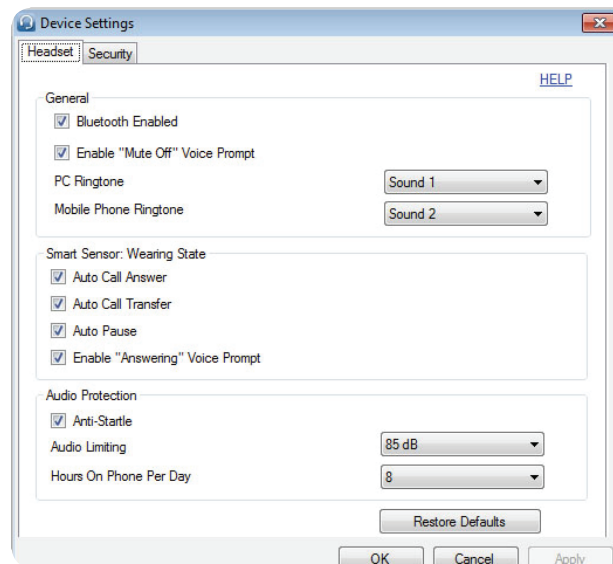 Device Settings
Headset Security
HELP
General
Bluetooth Enabled
Enable "Mute Off" Voice Prompt
PC Ringtone Sound 1
Mobile Phone Ringtone Sound 2
Smart Sensor: Wearing State
Auto Call Answer
Auto Call Transfer
Auto Pause
Enable "Answering" Voice Prompt
Audio Protection
Anti-Startle
Audio Limiting 85 dB
Hours On Phone Per Day 8
Restore Defaults
OK Cancel Apply